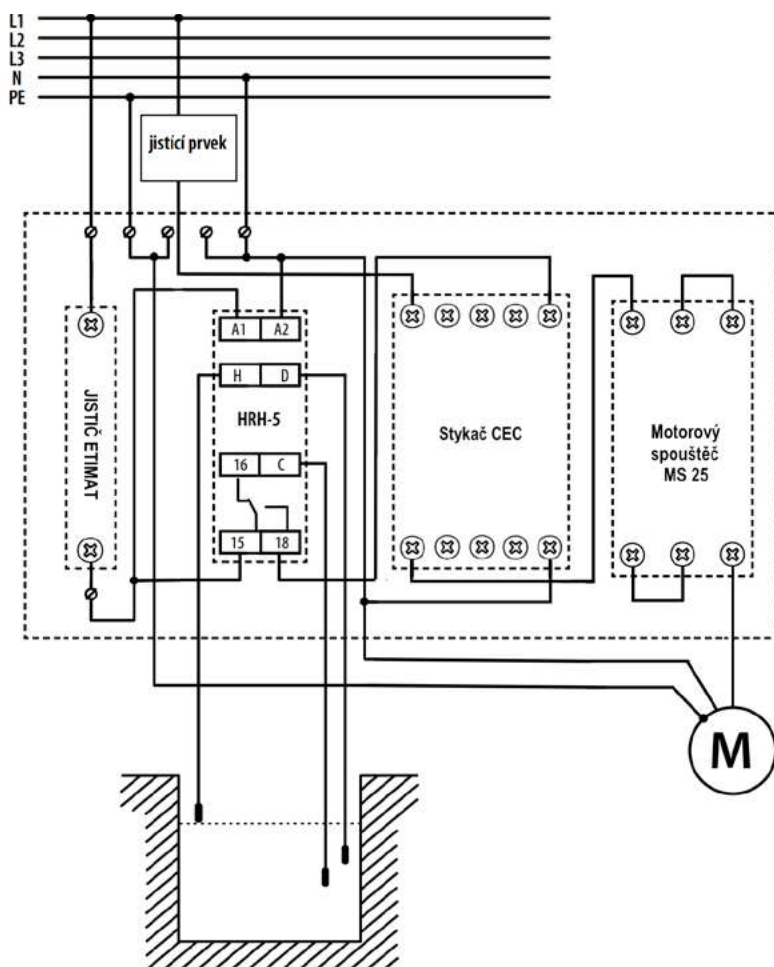 L1
L2
L3
N
PE
jistící prvek
JISTIČ ETIMAT
A1 A2
H D
HRH-5
16 C
15 18
Stykač CEC
Motorový
spouštěč
MS 25
M